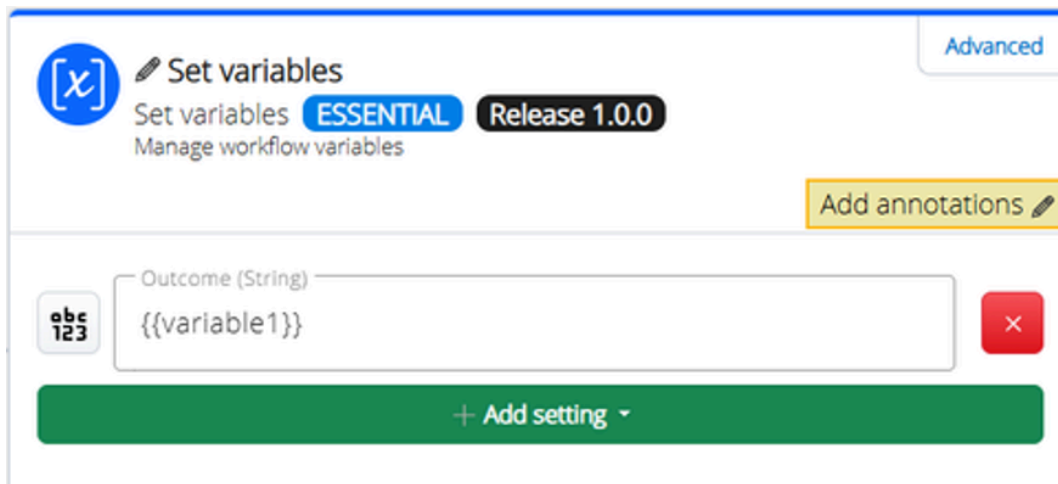 Advanced
[x] Set variables
Set variables ESSENTIAL Release 1.0.0
Manage workflow variables
Add annotations
Outcome (String)
abc
123
{{variable1}}
×
+ Add setting